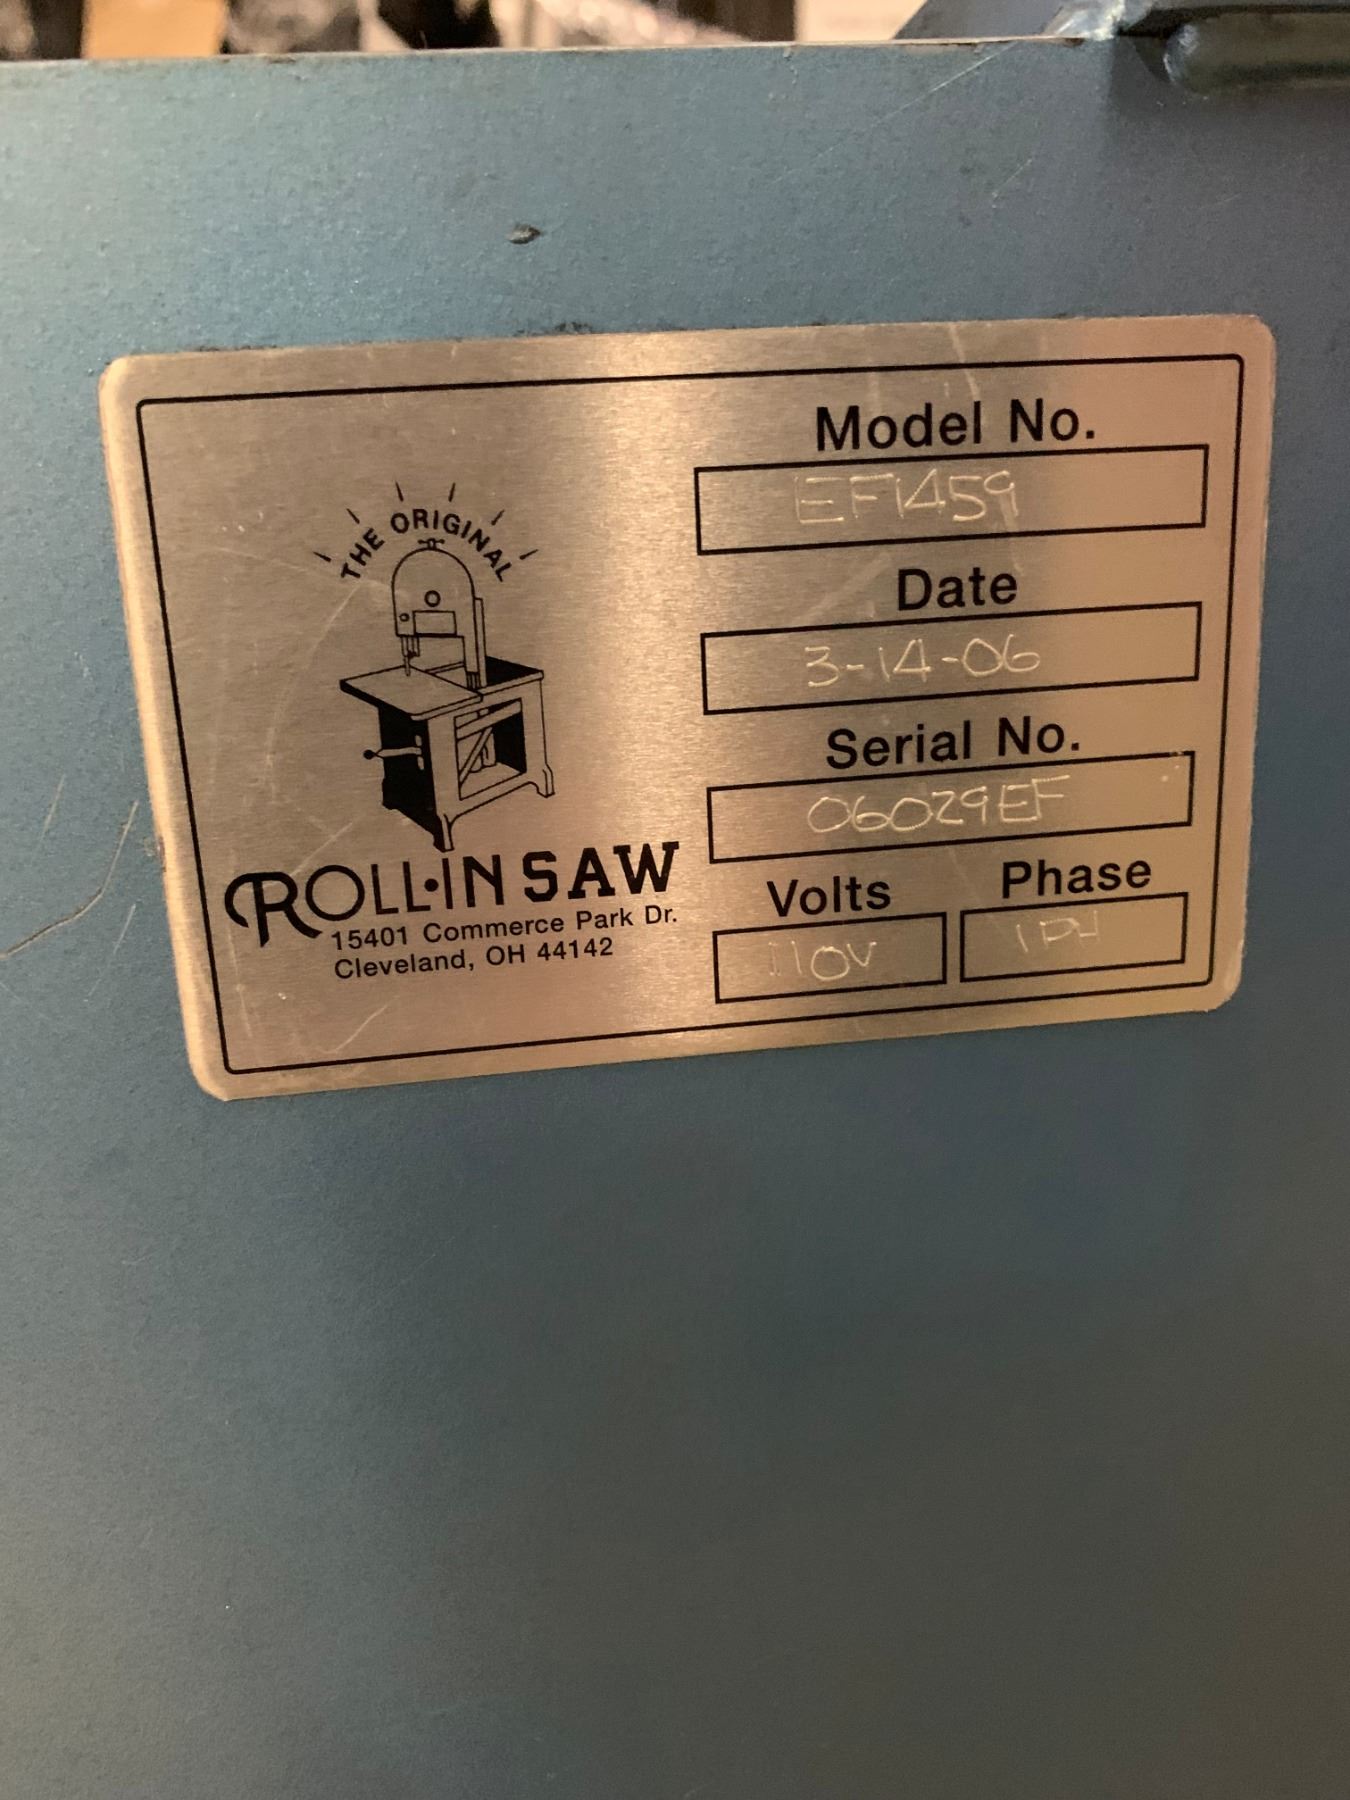 THE ORIGINAL
ROLL·IN SAW
15401 Commerce Park Dr.
Cleveland, OH 44142
Model No.
EF1459
Date
3-14-06
Serial No.
06029EF
Volts
110V
Phase
1PH